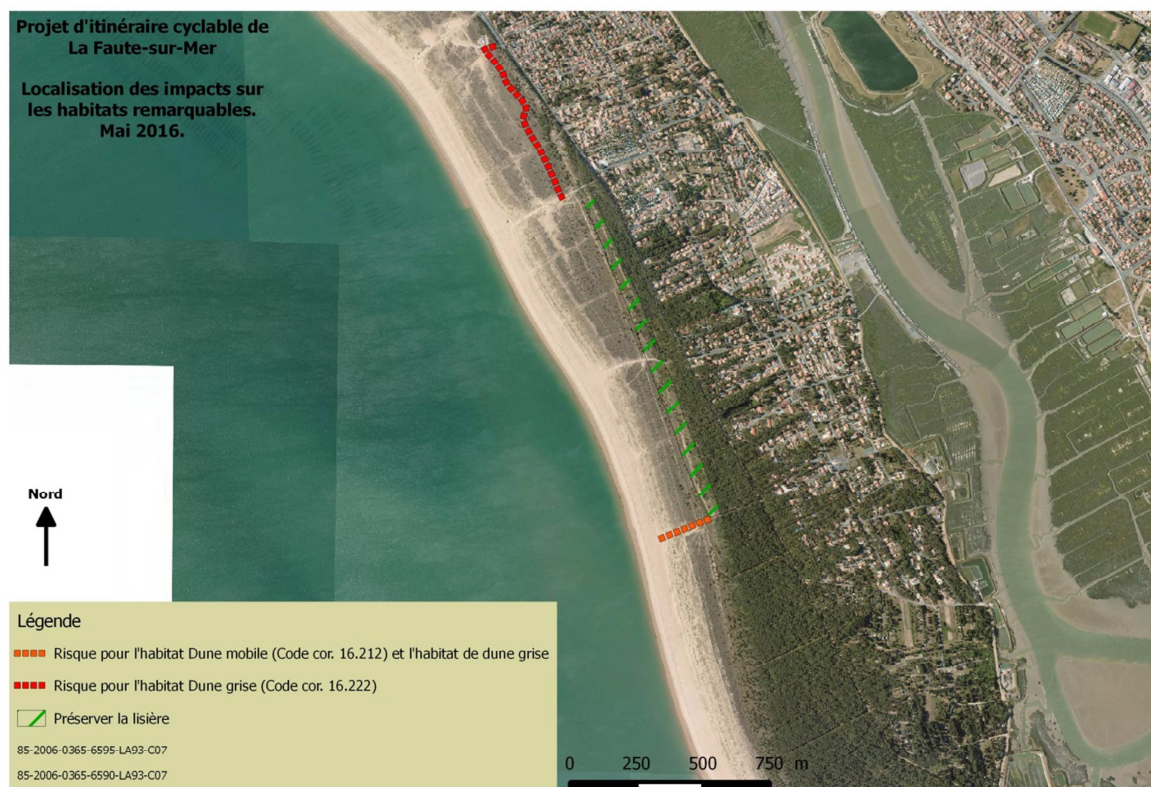 Projet d'itinéraire cyclable de
La Faute-sur-Mer
Localisation des impacts sur
les habitats remarquables.
Mai 2016.
Nord
Légende
Risque pour l'habitat Dune mobile (Code cor. 16.212) et l'habitat de dune grise
Risque pour l'habitat Dune grise (Code cor. 16.222)
Préserver la lisière
85-2006-0365-6595-LA93-C07
85-2006-0365-6590-LA93-C07
0 250 500 750 m